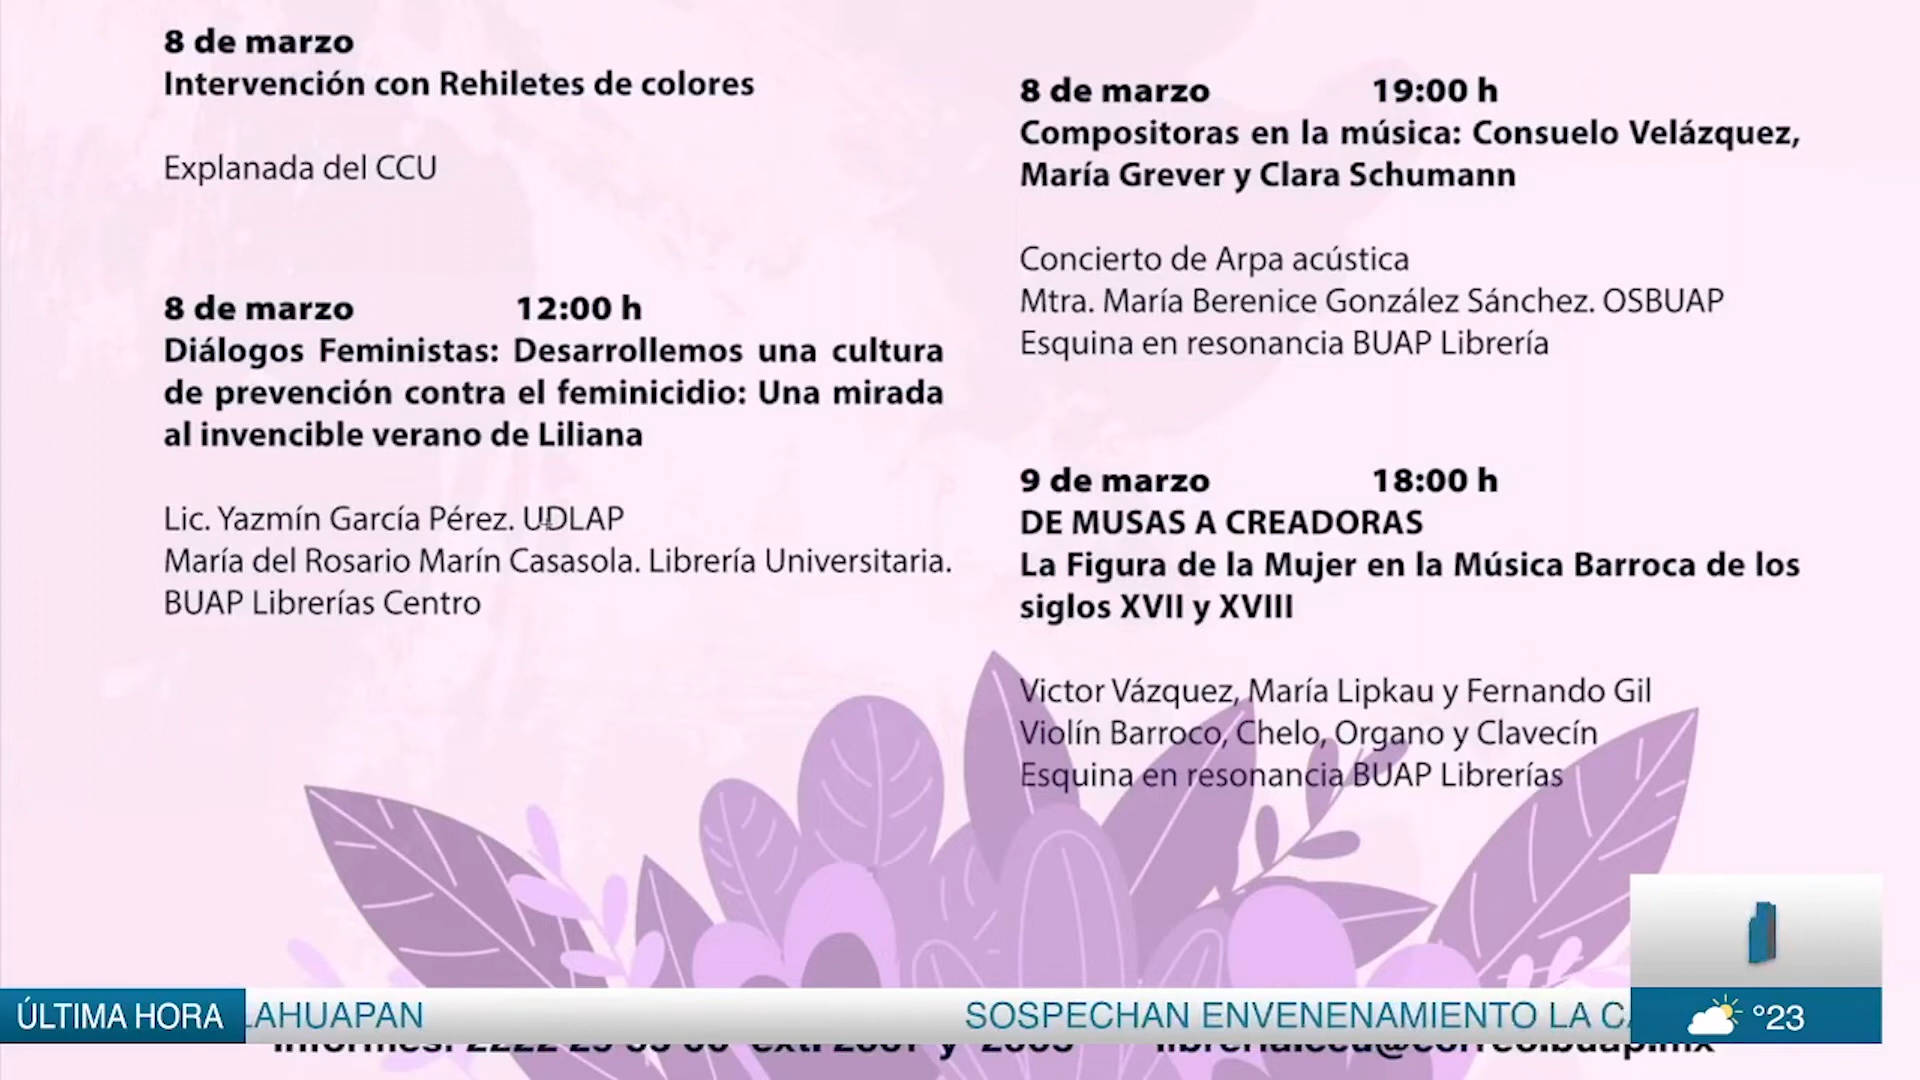 8 de marzo
Intervención con Rehiletes de colores
Explanada del CCU
8 de marzo 12:00 h
Diálogos Feministas: Desarrollemos una cultura
de prevención contra el feminicidio: Una mirada
al invencible verano de Liliana
Lic. Yazmín García Pérez. UDLAP
María del Rosario Marín Casasola. Librería Universitaria.
BUAP Librerías Centro
8 de marzo 19:00 h
Compositoras en la música: Consuelo Velázquez,
María Grever y Clara Schumann
Concierto de Arpa acústica
Mtra. María Berenice González Sánchez. OSBUAP
Esquina en resonancia BUAP Librería
9 de marzo 18:00 h
DE MUSAS A CREADORAS
La Figura de la Mujer en la Música Barroca de los
siglos XVII y XVIII
Victor Vázquez, María Lipkau y Fernando Gil
Violín Barroco, Chelo, Organo y Clavecín
Esquina en resonancia BUAP Librerías
ÚLTIMA HORA LAHUAPAN SOSPECHAN ENVENENAMIENTO LA °23